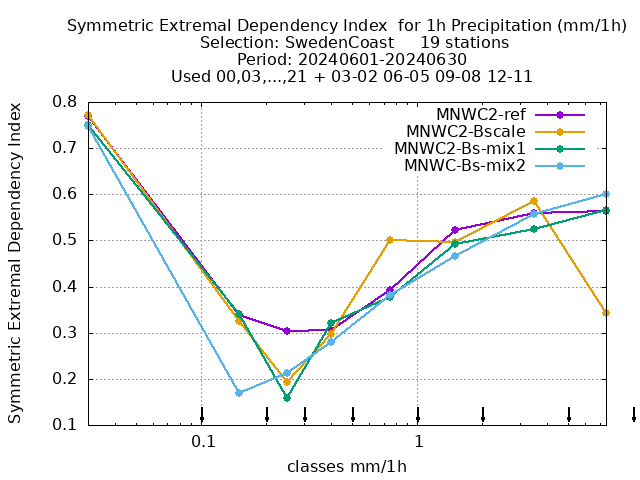 Symmetric Extremal Dependency Index  for 1h Precipitation (mm/1h)
Selection: SwedenCoast     19 stations
Period: 20240601-20240630
Used 00,03,...,21 + 03-02 06-05 09-08 12-11
Symmetric Extremal Dependency Index
0.8
0.7
0.6
0.5
0.4
0.3
0.2
0.1
MNWC2-ref
MNWC2-Bscale
MNWC2-Bs-mix1
MNWC-Bs-mix2
0.1 1
classes mm/1h